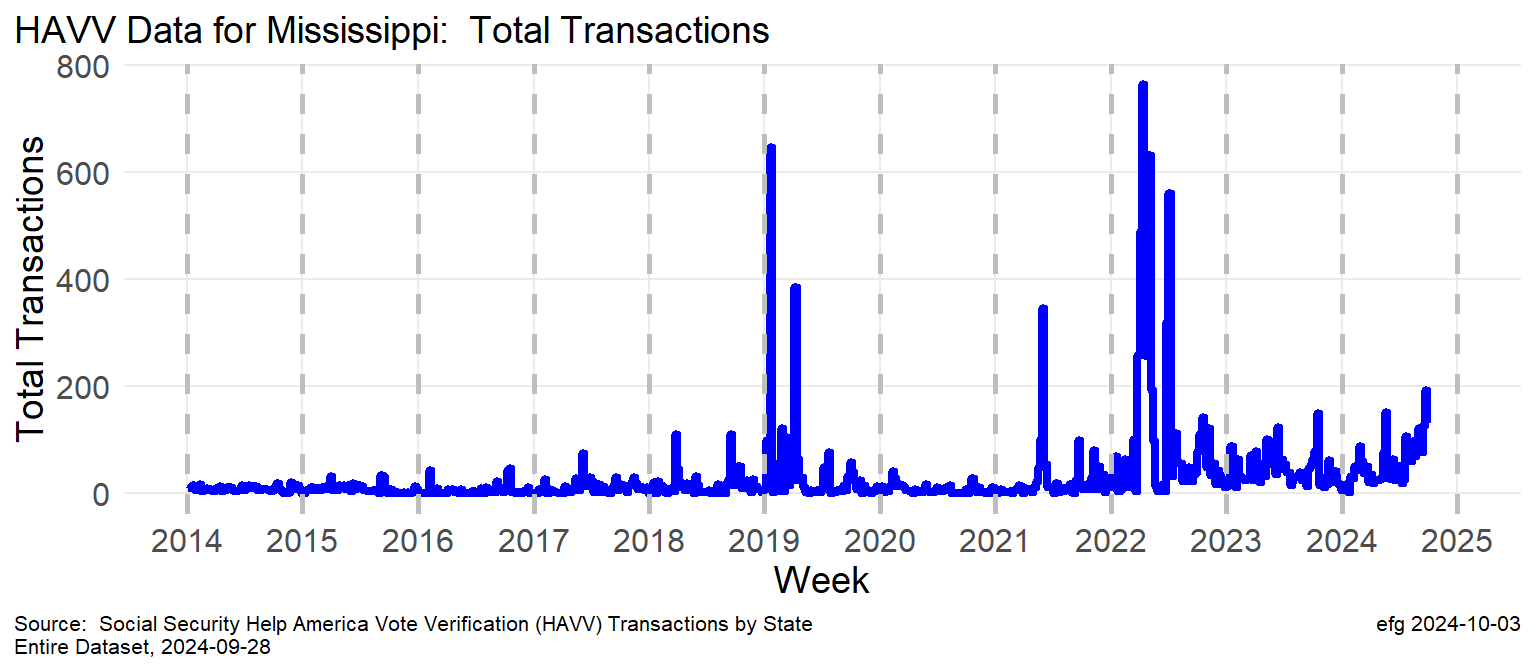 HAVV Data for Mississippi:  Total Transactions
Total Transactions
800
600
400
200
0
2014 2015 2016 2017 2018 2019 2020 2021 2022 2023 2024 2025
Week
Source:  Social Security Help America Vote Verification (HAVV) Transactions by State
Entire Dataset, 2024-09-28
efg 2024-10-03